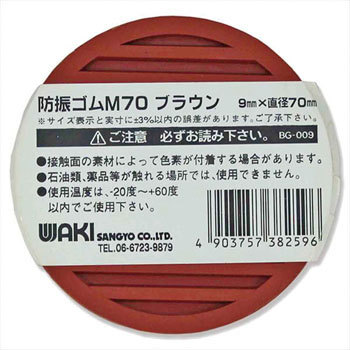 防振ゴムM70 ブラウン 9mm×直径70mm
※サイズ表示と実寸に±3%以内の誤差があります。ご了承下さい。
⚠ご注意 必ずお読み下さい。 BG-009
●接触面の素材によって色素が付着する場合があります。
●石油類、薬品等が触れる場所では、使用できません。
●使用温度は、-20度～+60度
以内でご使用下さい。
WAKI SANGYO CO.,LTD.
TEL.06-6723-9879
4 903757 382596